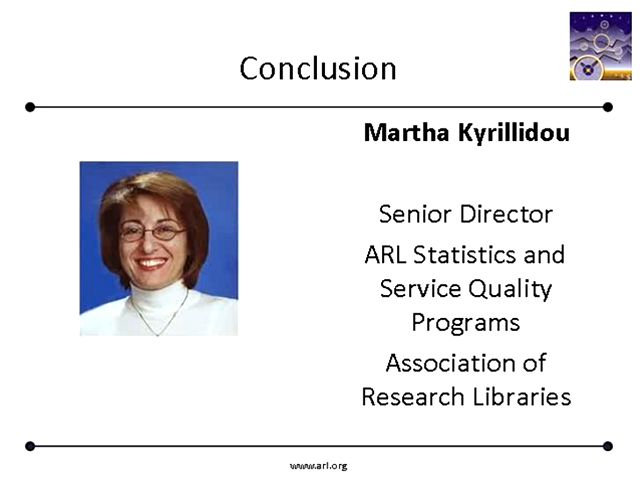 Conclusion
Martha Kyrillidou
Senior Director
ARL Statistics and
Service Quality
Programs
Association of
Research Libraries
www.arl.org